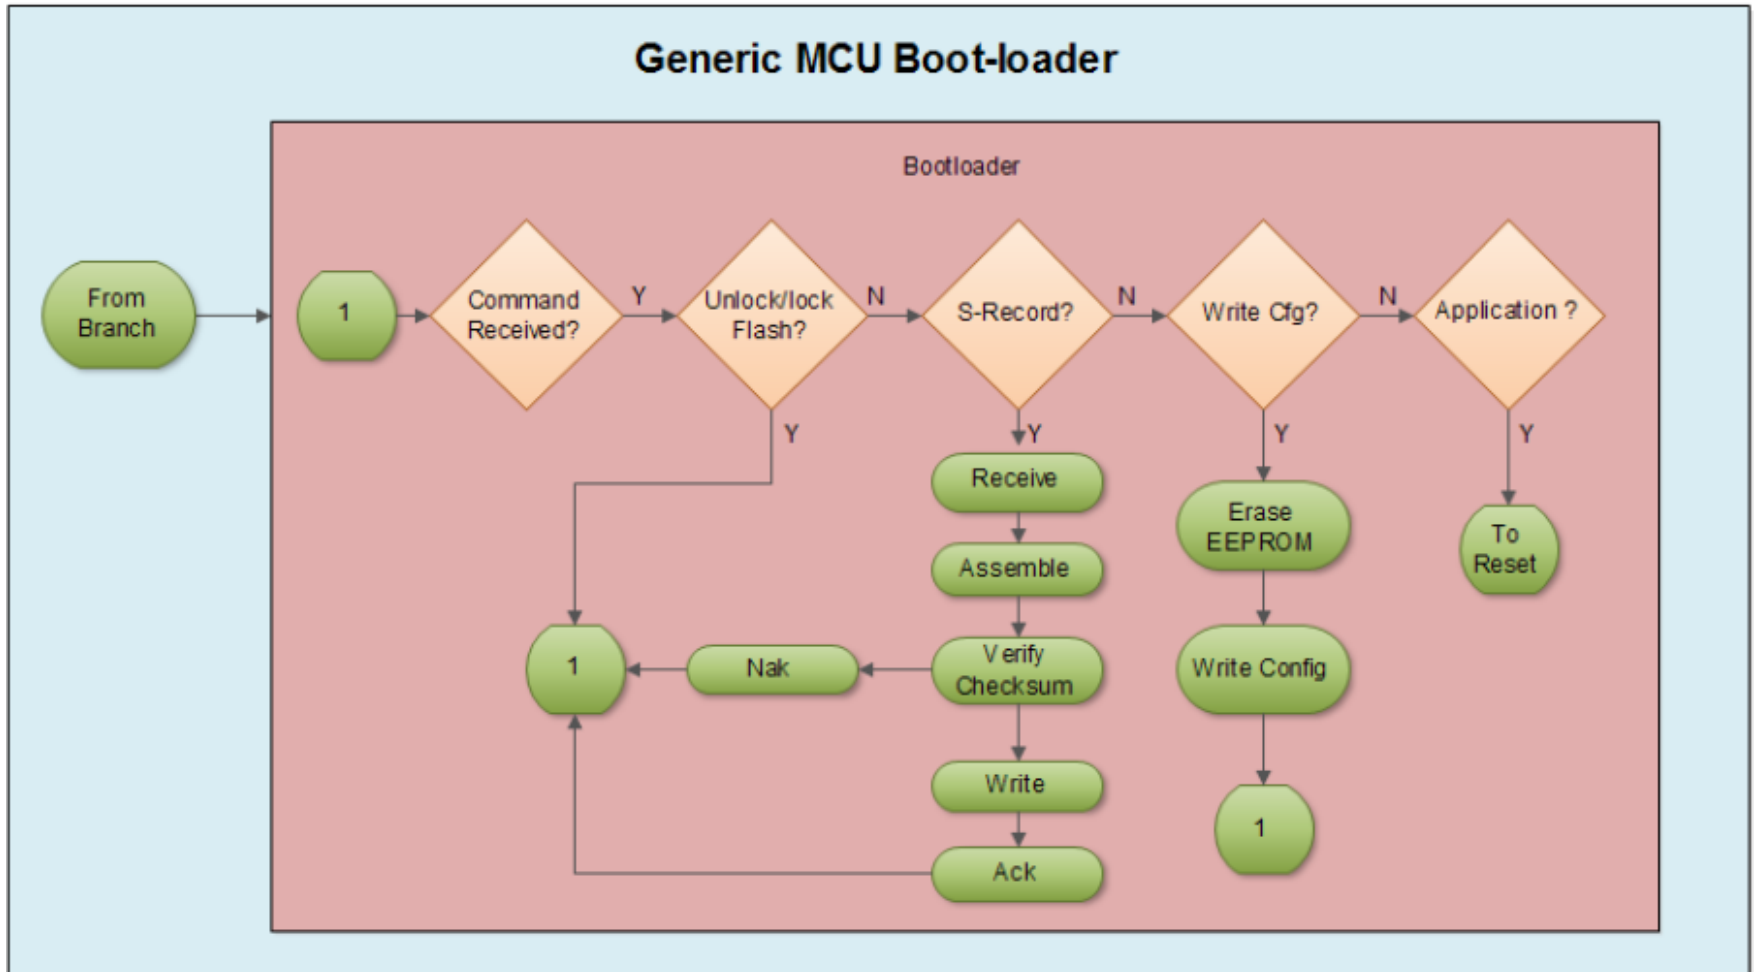 Generic MCU Boot-loader
Bootloader
From
Branch
1
Command
Received?
Y
Unlock/lock
Flash?
N
S-Record?
N
Write Cfg?
N
Application ?
Y
Y
Y
Y
Receive
Assemble
Verify
Checksum
Nak
1
Write
Ack
Erase
EEPROM
Write Config
1
To
Reset